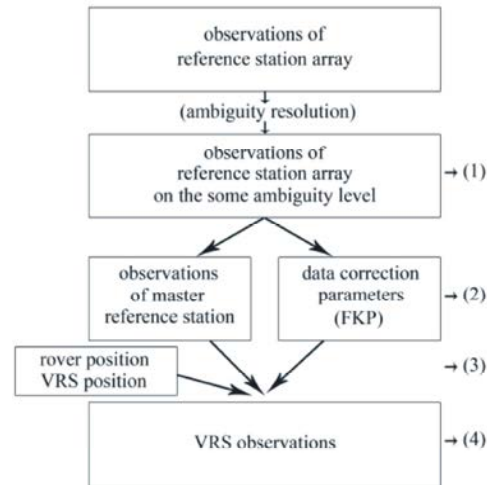 observations of
reference station array
(ambiguity resolution)
observations of
reference station array
on the some ambiguity level
→ (1)
observations
of master
reference station
data correction
parameters
(FKP)
→ (2)
rover position
VRS position
→ (3)
VRS observations
→ (4)